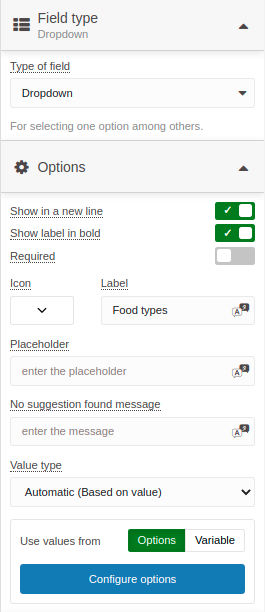 Field type
Dropdown
Type of field
Dropdown
For selecting one option among others.
Options
Show in a new line
Show label in bold
Required
Icon
Label
Food types
Placeholder
enter the placeholder
No suggestion found message
enter the message
Value type
Automatic (Based on value)
Use values from
Options
Variable
Configure options